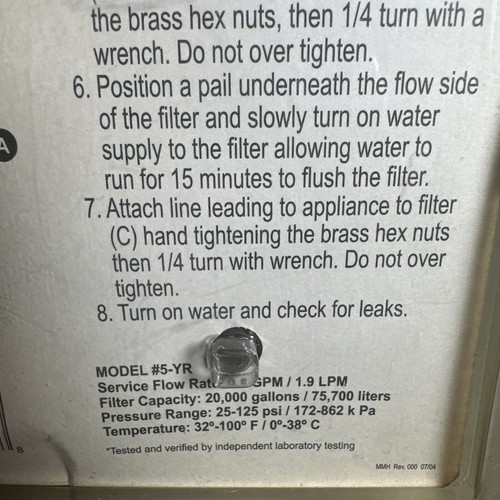 the brass hex nuts, then 1/4 turn with a
wrench. Do not over tighten.
6. Position a pail underneath the flow side
of the filter and slowly turn on water
supply to the filter allowing water to
run for 15 minutes to flush the filter.
7. Attach line leading to appliance to filter
(C) hand tightening the brass hex nuts
then 1/4 turn with wrench. Do not over
tighten.
8. Turn on water and check for leaks.
A
MODEL #5-YR
Service Flow GPM / 1.9 LPM
Filter Capacity: 20,000 gallons / 75,700 liters
Pressure Range: 25-125 psi / 172-862 k Pa
Temperature: 32º-100º F / 0º-38º C
*Tested and verified by independent laboratory testing
8
MMH Rev. 000 07/04